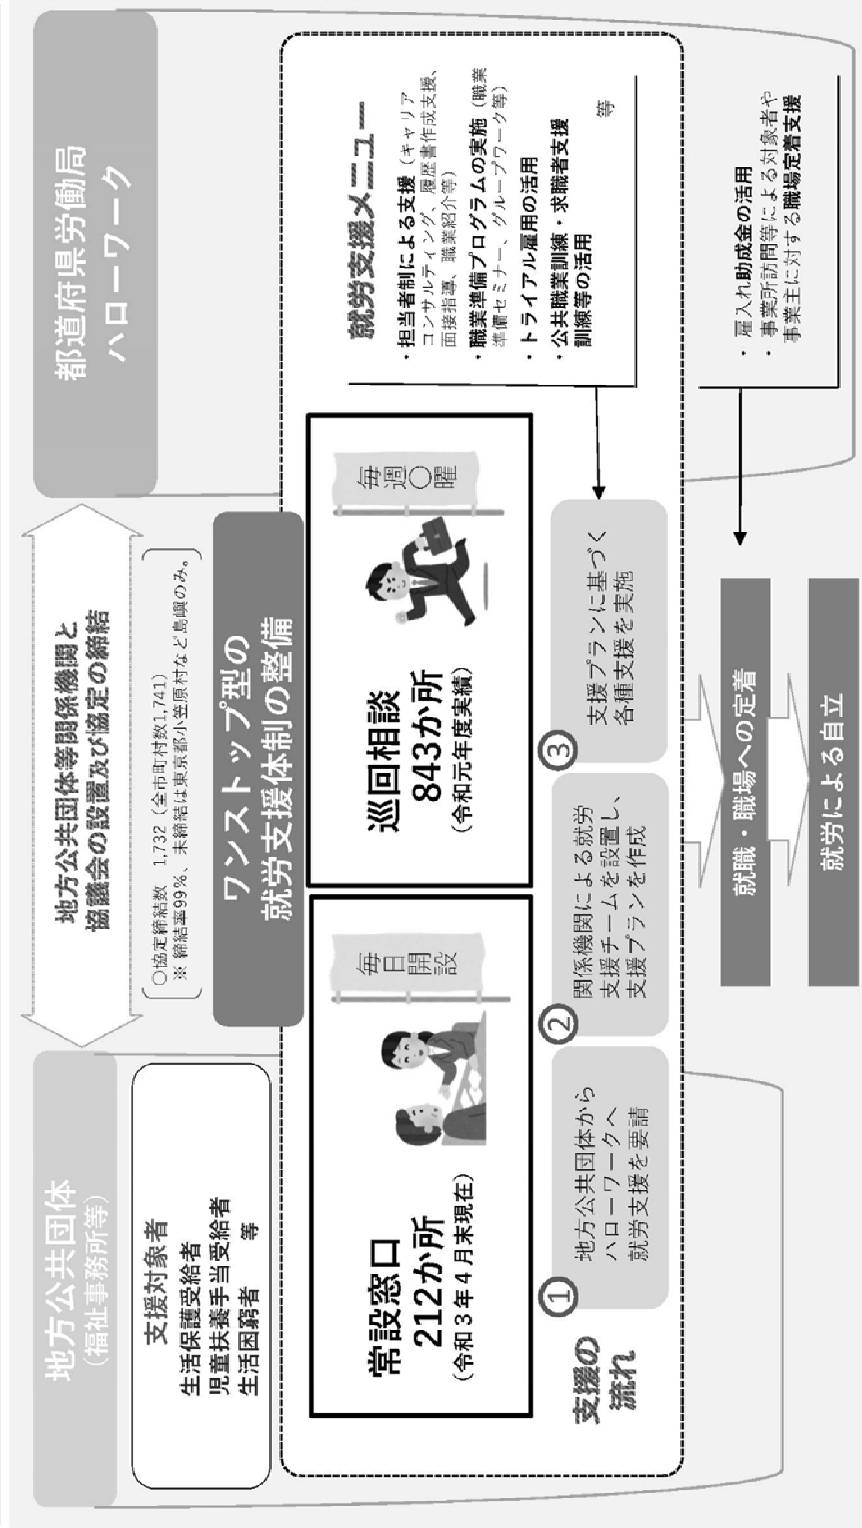 地方公共団体
(福祉事務所等)
支援対象者
生活保護受給者
児童扶養手当受給者
生活困窮者　等
地方公共団体等関係機関と
協議会の設置及び協定の締結
〇協定締結数　1,732（全市町村数1,741）
※ 締結率99%、未締結は東京都小笠原村など島嶼のみ。
都道府県労働局
ハローワーク
ワンストップ型の
就労支援体制の整備
常設窓口
212か所
（令和３年４月末現在）
毎日開設
巡回相談
843か所
（令和元年度実績）
毎週〇曜
就労支援メニュー
・担当者制による支援（キャリア
コンサルティング、履歴書作成支援、
面接指導、職業紹介等）
・職業準備プログラムの実施（職業
準備セミナー、グループワーク等）
・トライアル雇用の活用
・公共職業訓練・求職者支援
訓練等の活用
等
支援の
流れ
①
地方公共団体から
ハローワークへ
就労支援を要請
②
関係機関による就労
支援チームを設置し、
支援プランを作成
③
支援プランに基づく
各種支援を実施
・雇入れ助成金の活用
・事業所訪問等による対象者や
事業主に対する職場定着支援
就職・職場への定着
就労による自立